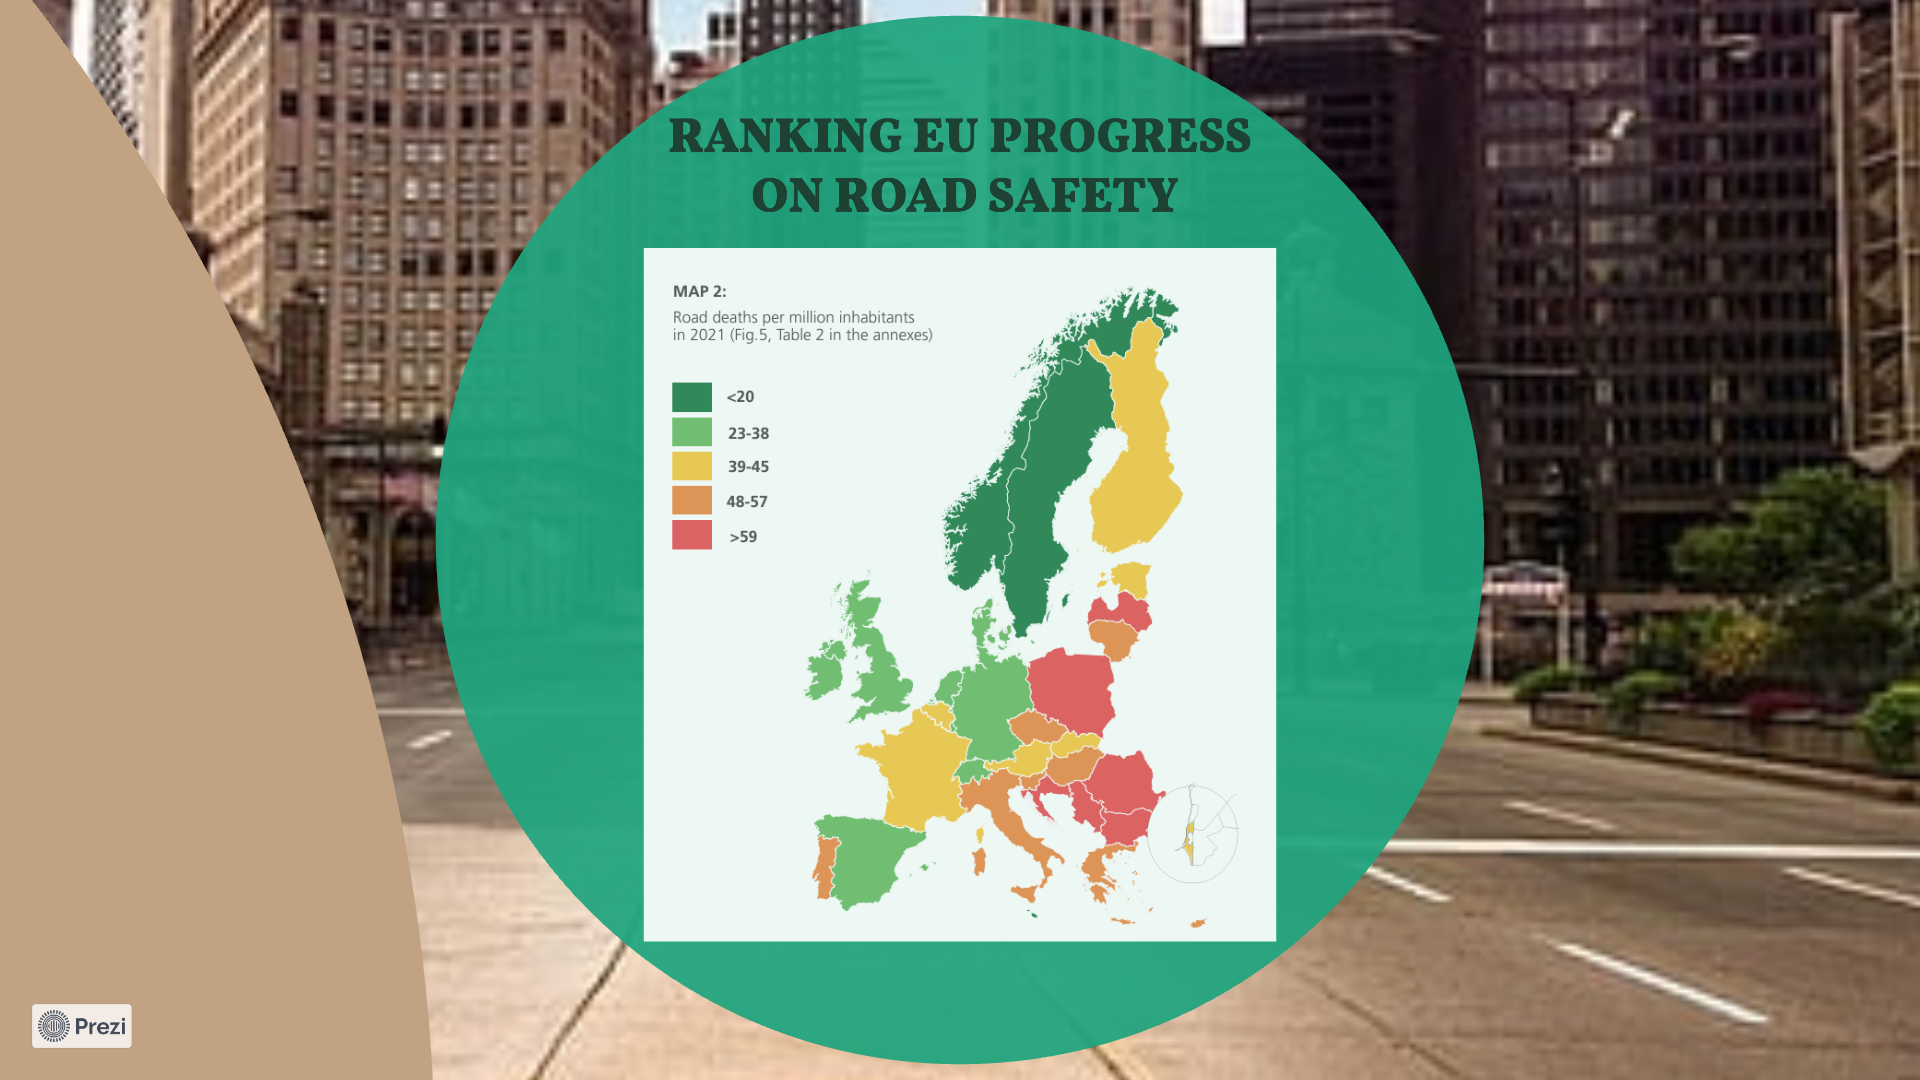 RANKING EU PROGRESS
ON ROAD SAFETY
MAP 2:
Road deaths per million inhabitants
in 2021 (Fig.5, Table 2 in the annexes)
<20
23-38
39-45
48-57
>59
Prezi